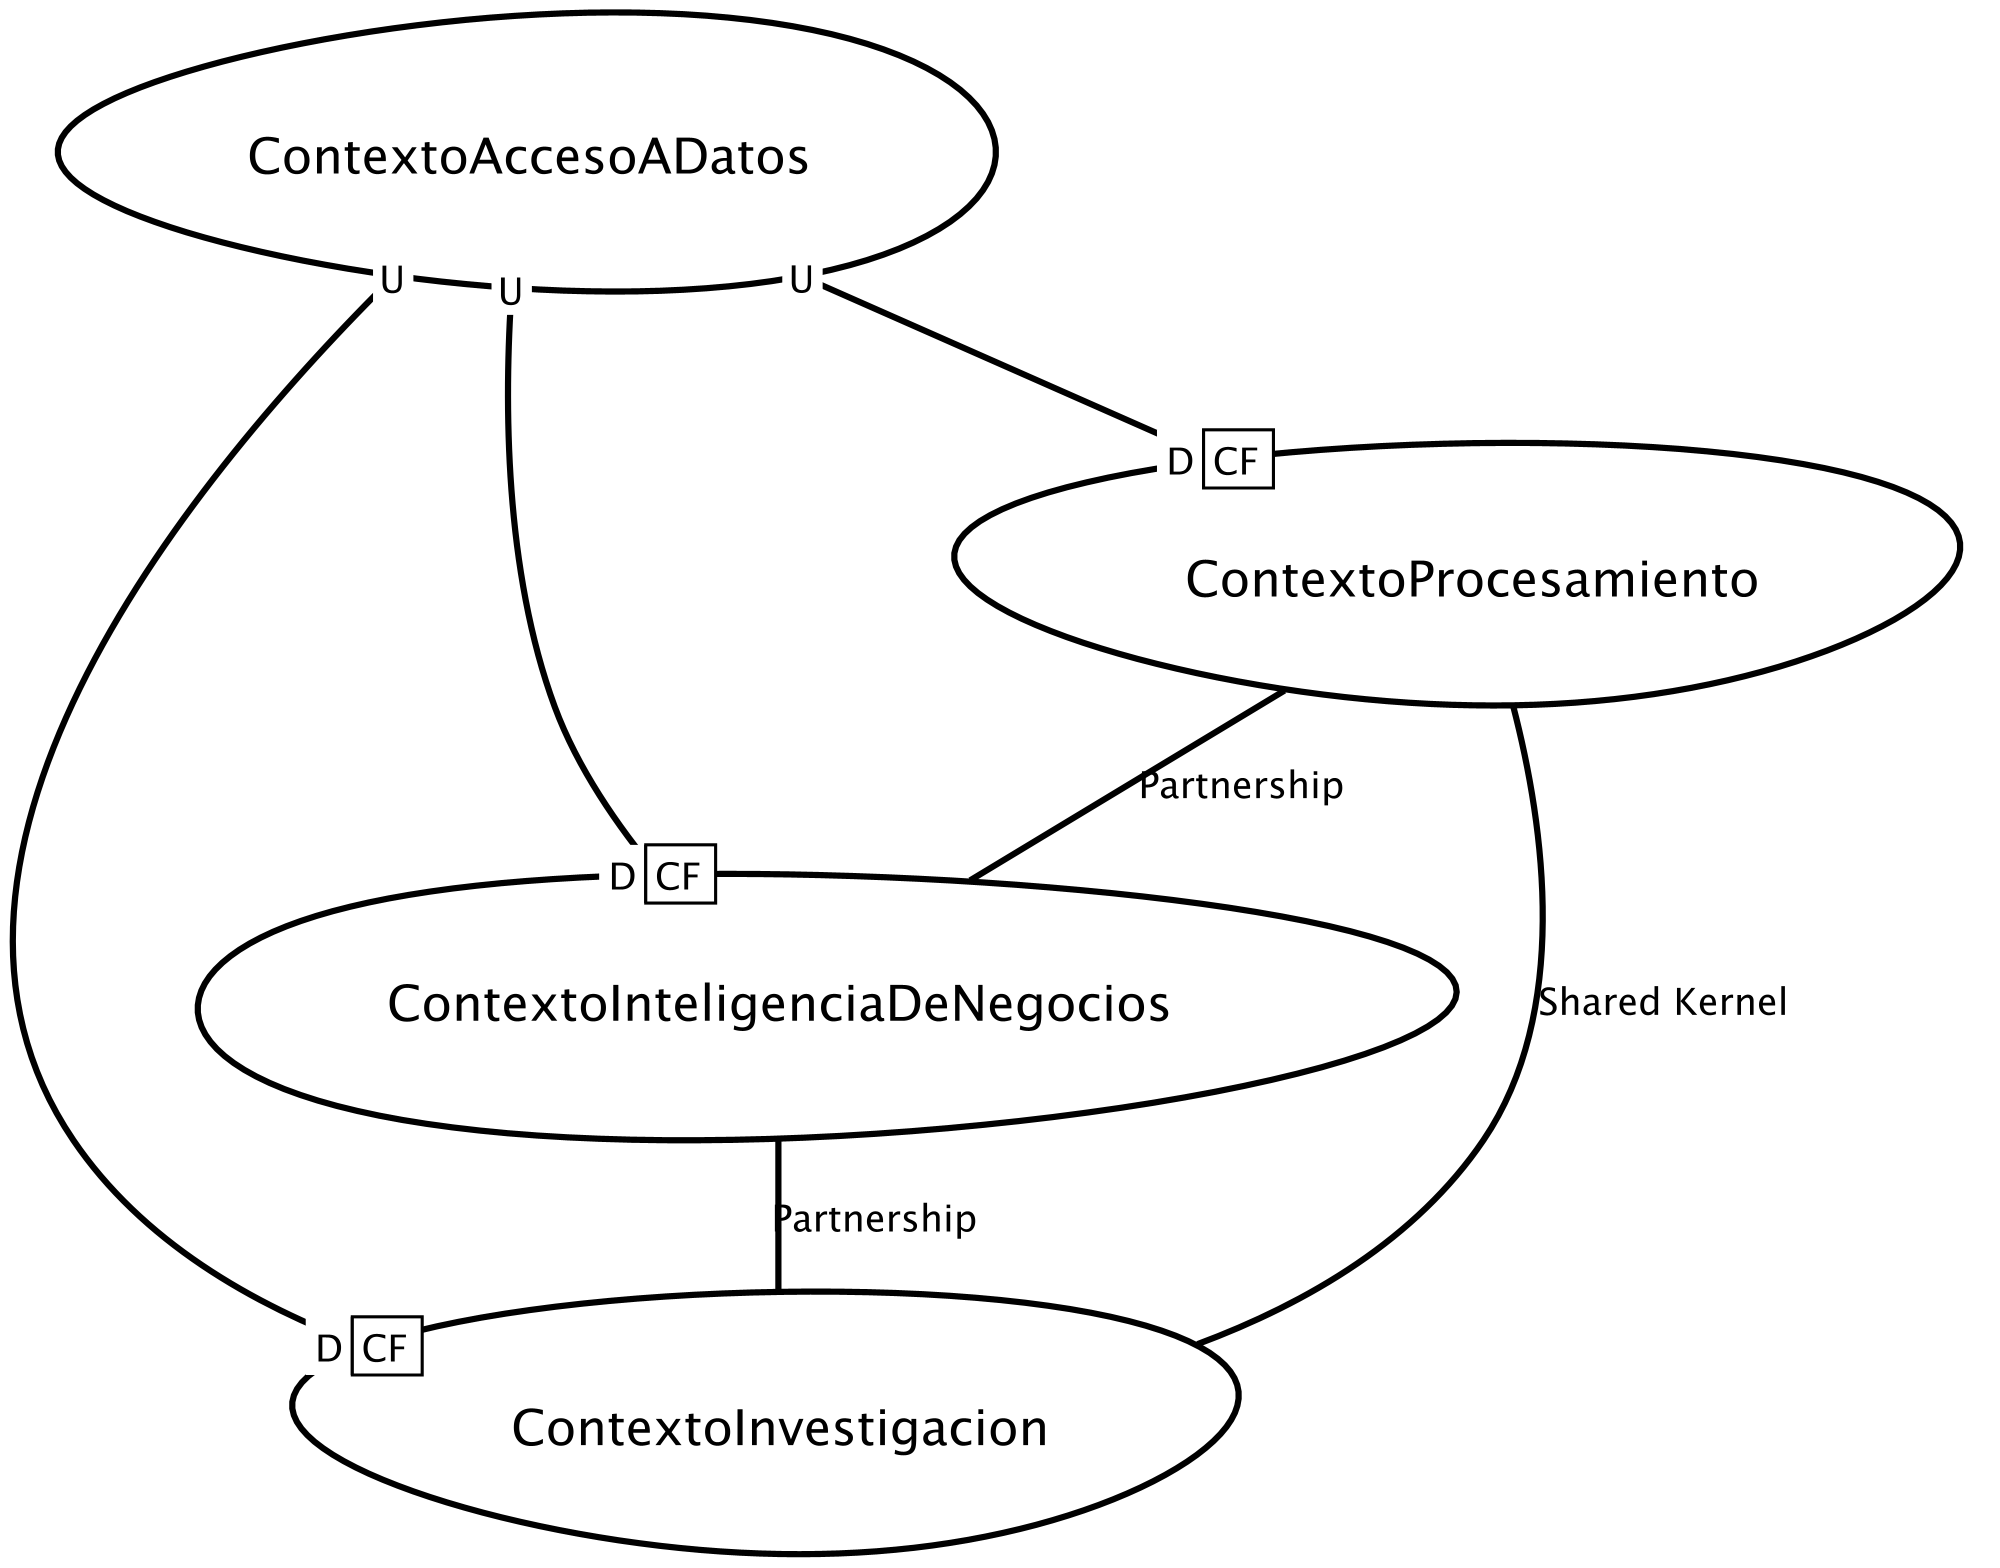 ContextoAccesoADatos
U
U
U
D CF
ContextoProcesamiento
Partnership
D CF
ContextoInteligenciaDeNegocios
Shared Kernel
Partnership
D CF
ContextoInvestigacion